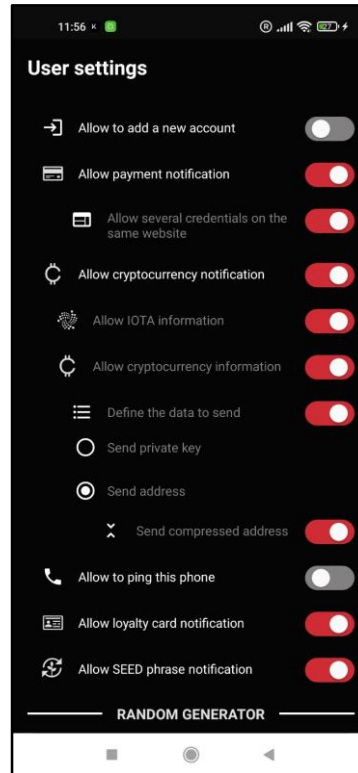 11:56
User settings
Allow to add a new account
Allow payment notification
Allow several credentials on the
same website
Allow cryptocurrency notification
Allow IOTA information
Allow cryptocurrency information
Define the data to send
Send private key
Send address
Send compressed address
Allow to ping this phone
Allow loyalty card notification
Allow SEED phrase notification
RANDOM GENERATOR